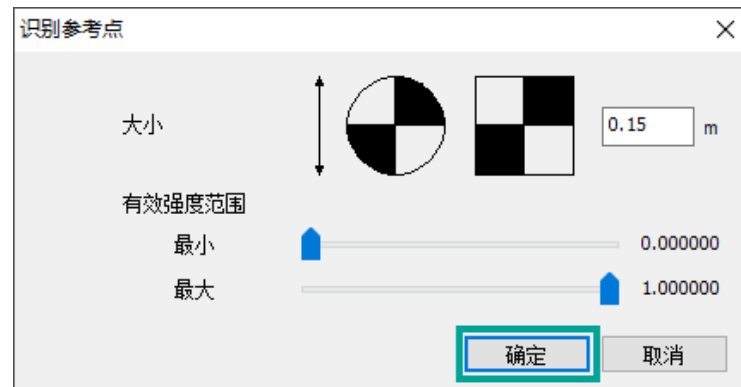 识别参考点
大小 0.15 m
有效强度范围
最小 0.000000
最大 1.000000
确定 取消